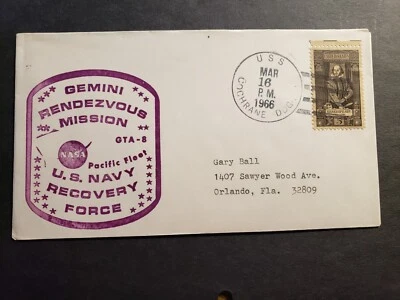 GEMINI
RENDEZVOUS
MISSION
GTA-8
NASA
Pacific Fleet
U.S. NAVY
RECOVERY
FORCE
USS
MAR
16
P.M.
1966
COCHRANE DDG.
Gary Ball
1407 Sawyer Wood Ave.
Orlando, Fla. 32809